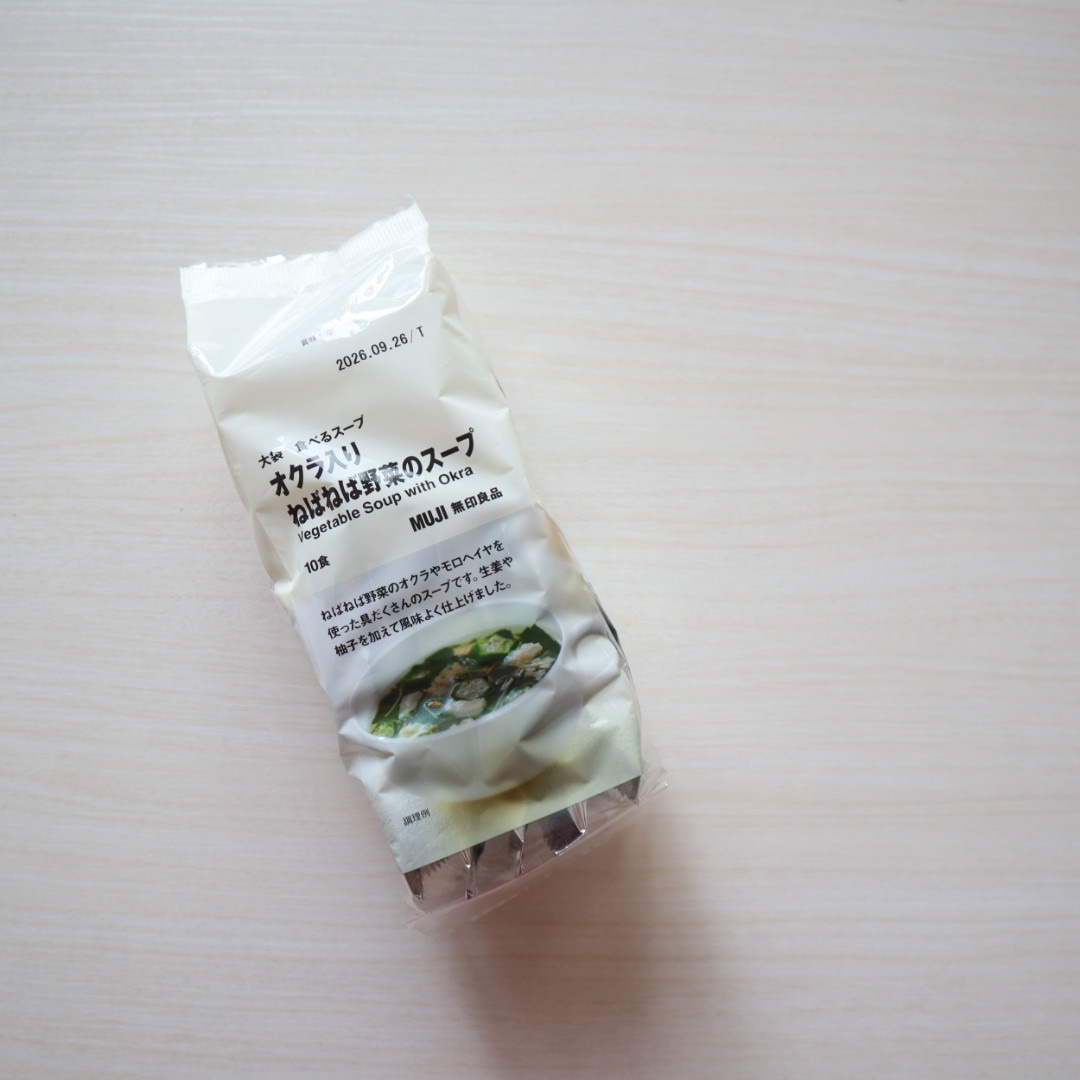 賞味
2026.09.26/T
大袋 食べるスープ
オクラ入り
ねばねば野菜のスープ
Vegetable Soup with Okra
MUJI 無印良品
10食
ねばねば野菜のオクラやモロヘイヤを
使った具だくさんのスープです。生姜や
柚子を加えて風味よく仕上げました。
調理例